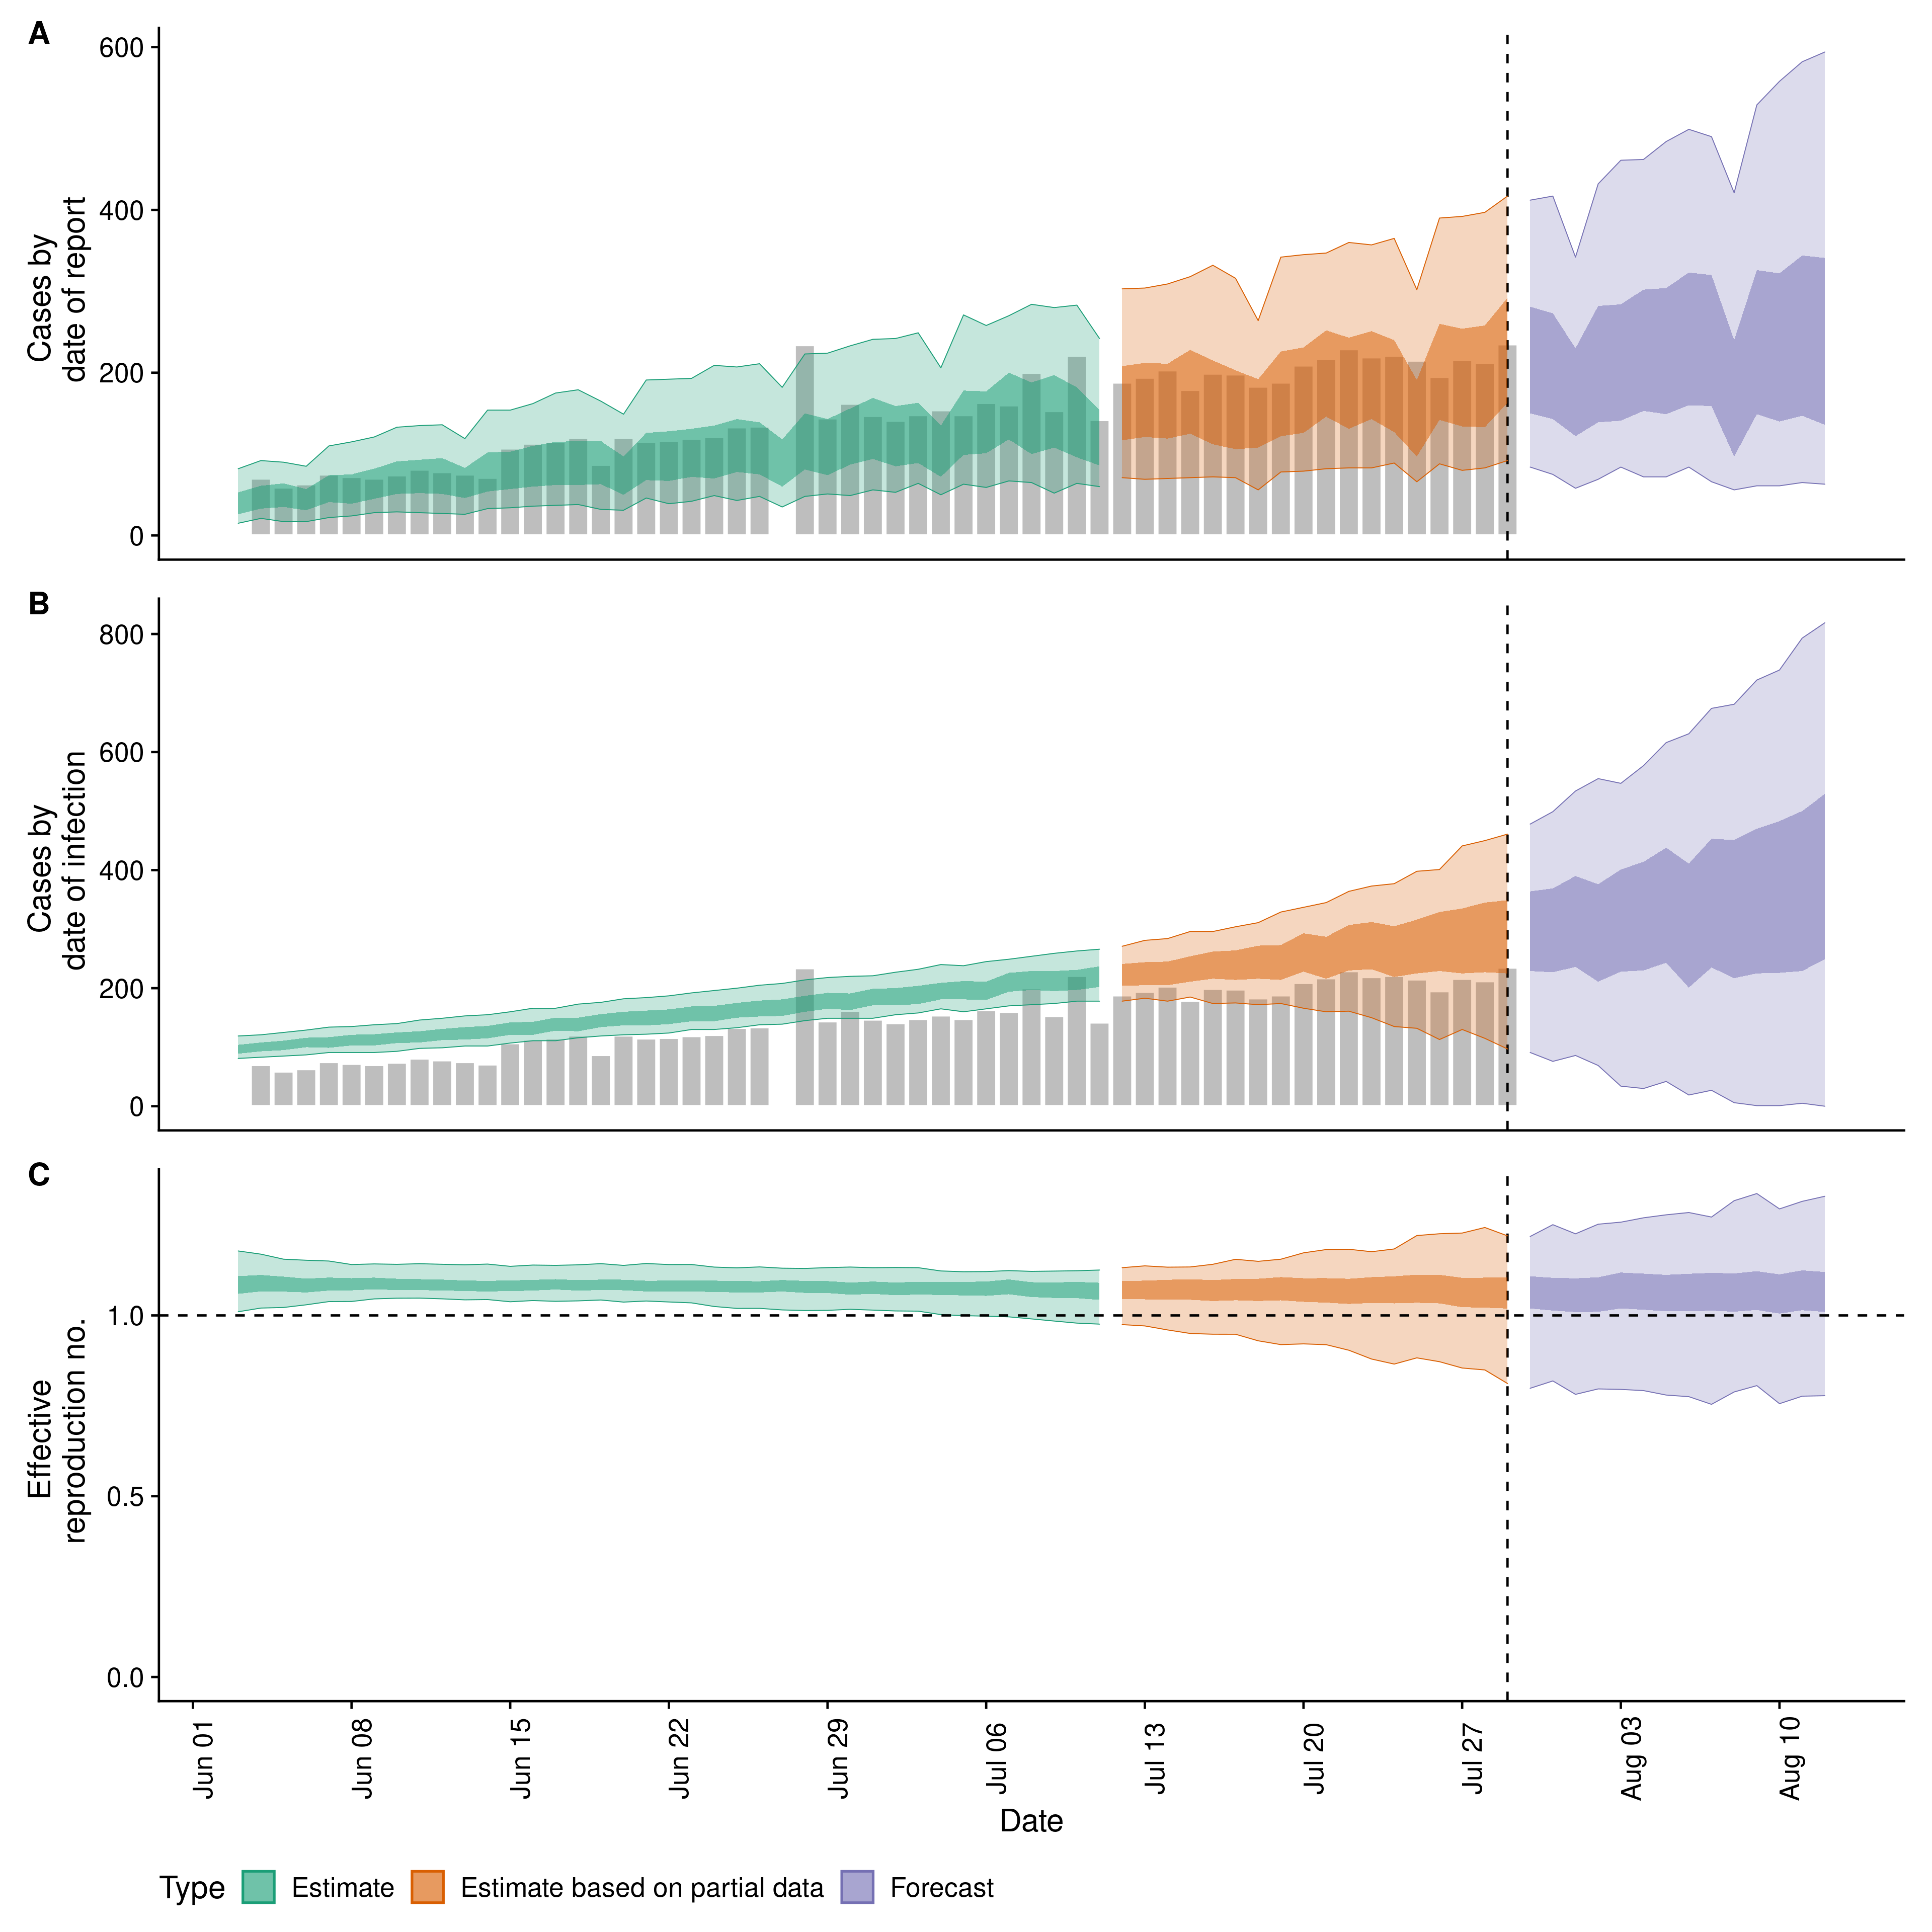 A
600
400
200
0
Cases by
date of report
B
800
600
400
200
0
Cases by
date of infection
C
1.0
0.5
0.0
Effective
reproduction no.
Jun 01
Jun 08
Jun 15
Jun 22
Jun 29
Jul 06
Jul 13
Jul 20
Jul 27
Aug 03
Aug 10
Date
Type Estimate Estimate based on partial data Forecast